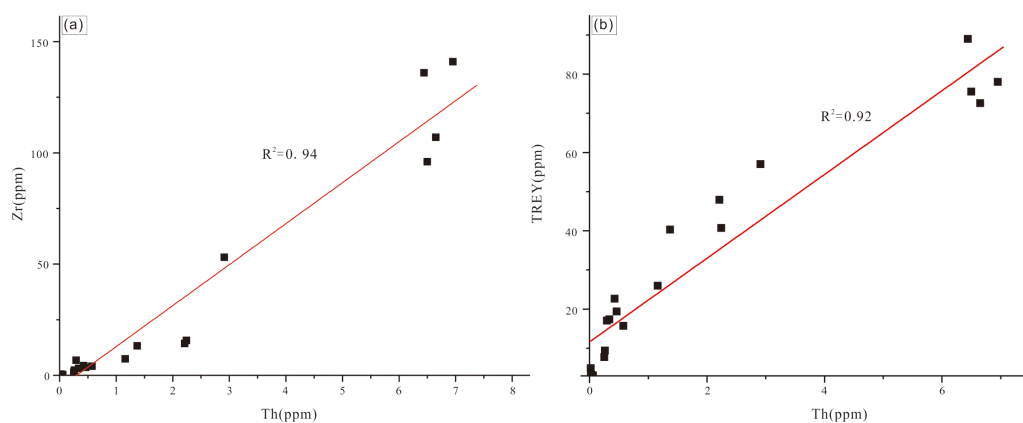 (a)
150
100
50
0
Zr(ppm)
R²=0.94
0 1 2 3 4 5 6 7 8
Th(ppm)
(b)
80
60
40
20
TREY(ppm)
R²=0.92
0 2 4 6
Th(ppm)